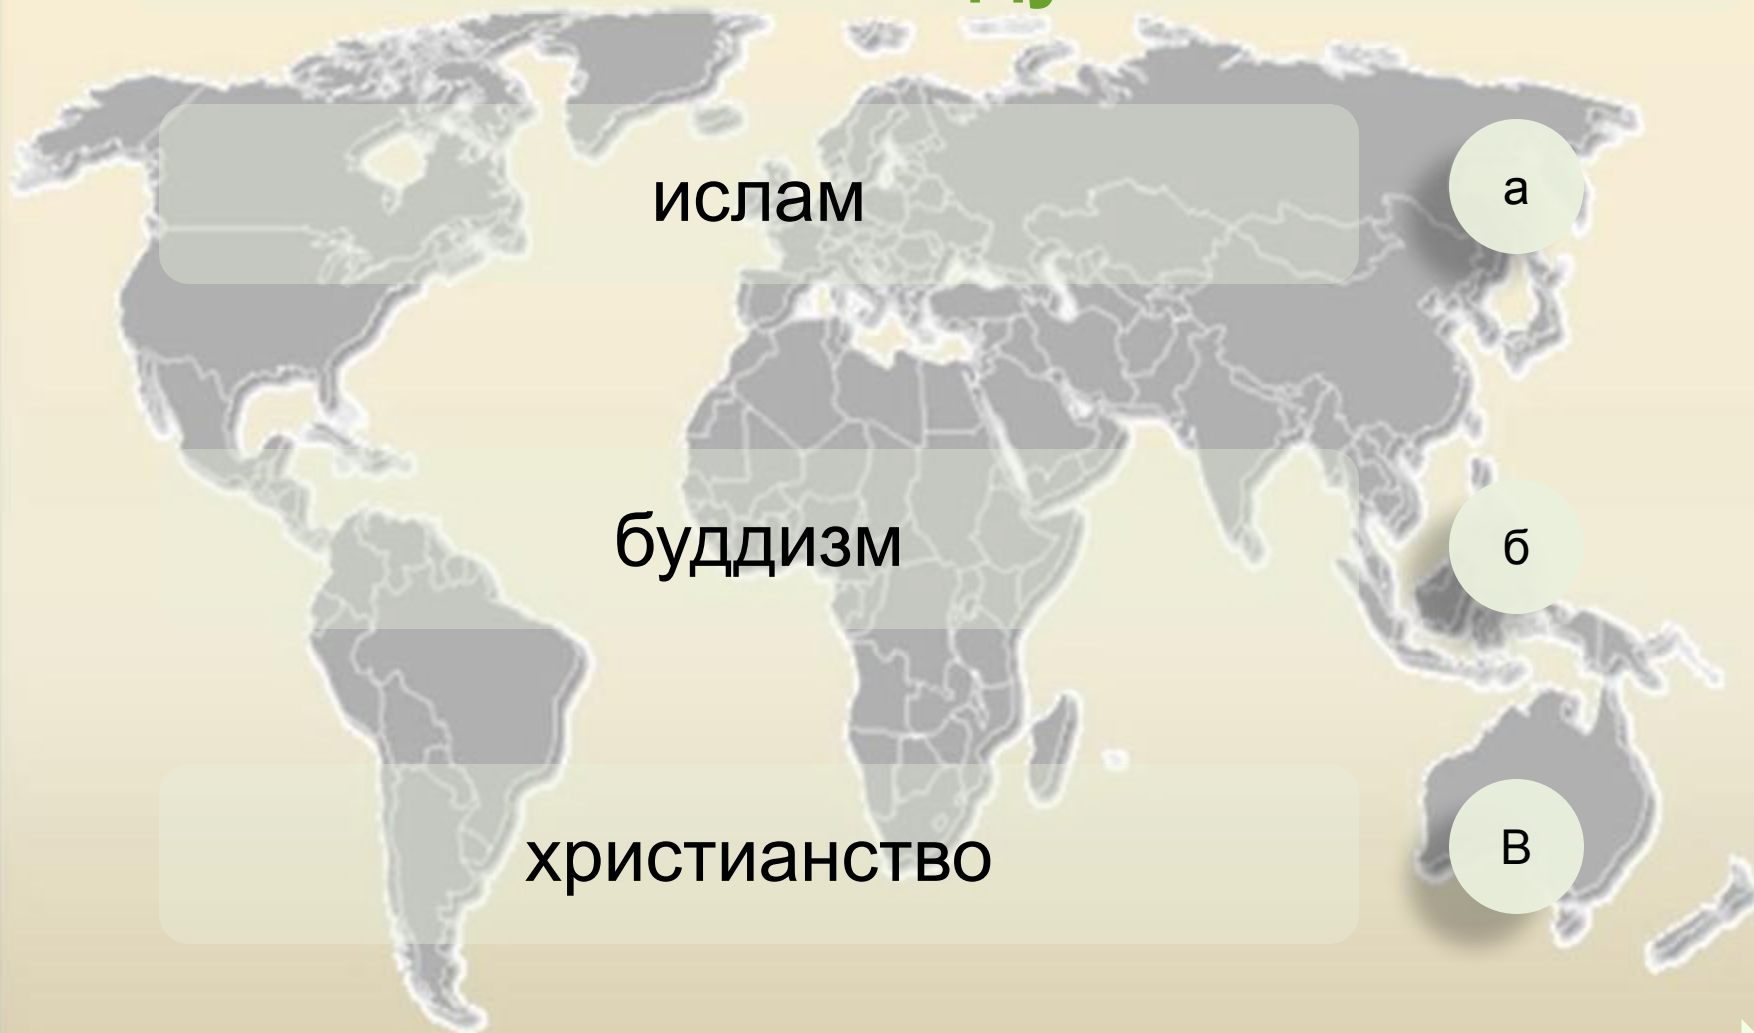 ислам
а
буддизм
б
христианство
В